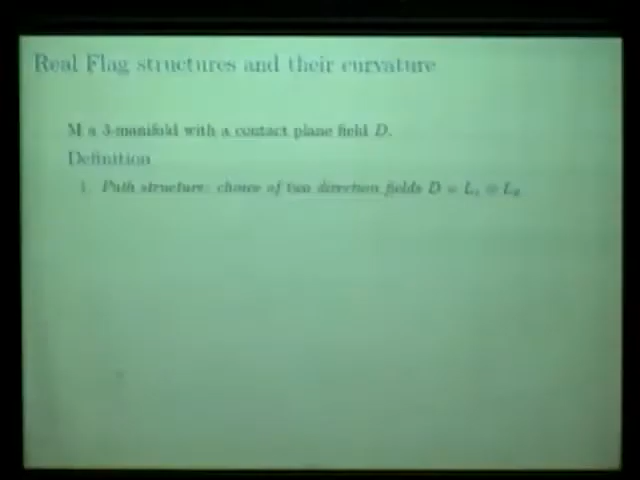 Real Flag structures and their curvature
M a 3-manifold with a contact plane field D.
Definition
1. Path structure: choice of two direction fields D = L₁ ⊕ L₂